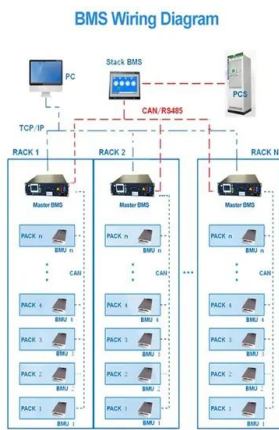 BMS Wiring Diagram
PC
Stack BMS
PCS
CAN/RS485
TCP/IP
RACK 1
RACK 2
RACK N
Master BMS
Master BMS
Master BMS
PACK n
PACK n
PACK n
BMU n
BMU n
BMU n
CAN
CAN
CAN
PACK 4
PACK 4
PACK 4
BMU 4
BMU 4
BMU 4
PACK 3
PACK 3
PACK 3
BMU 3
BMU 3
BMU 3
PACK 2
PACK 2
PACK 2
BMU 2
BMU 2
BMU 2
PACK 1
PACK 1
PACK 1
BMU 1
BMU 1
BMU 1